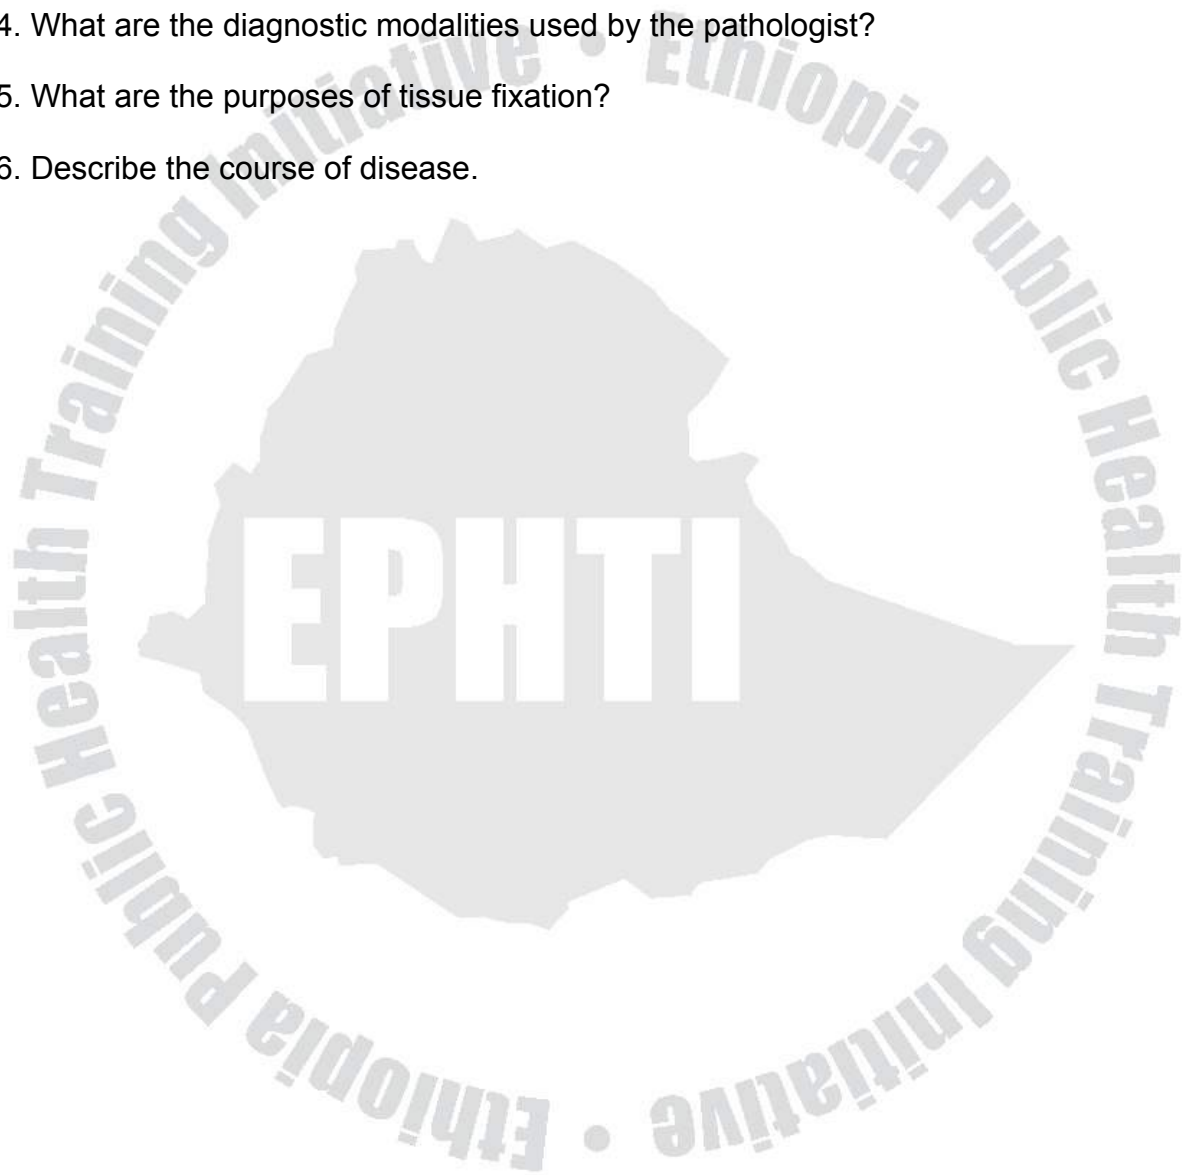 4. What are the diagnostic modalities used by the pathologist?
5. What are the purposes of tissue fixation?
6. Describe the course of disease.
Ethiopia Public Health Training Initiative • Ethiopia Public Health Training Initiative •
EPHTI